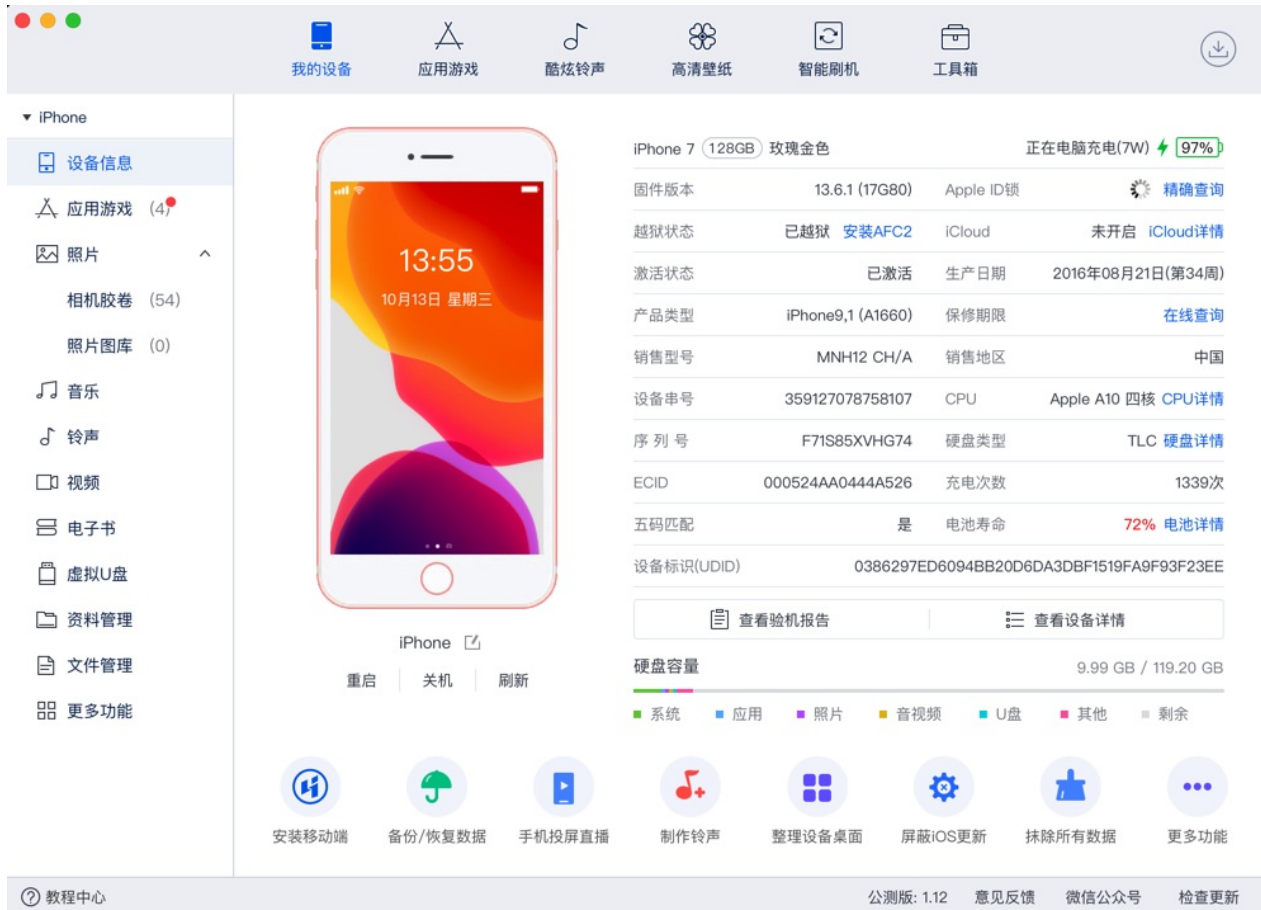 我的设备 应用游戏 酷炫铃声 高清壁纸 智能刷机 工具箱
iPhone
设备信息
应用游戏 (4)
照片
相机胶卷 (54)
照片图库 (0)
音乐
铃声
视频
电子书
虚拟U盘
资料管理
文件管理
更多功能
13:55
10月13日 星期三
iPhone
重启 关机 刷新
iPhone 7 128GB 玫瑰金色 正在电脑充电(7W) 97%
固件版本 13.6.1 (17G80) Apple ID锁 精确查询
越狱状态 已越狱 安装AFC2 iCloud 未开启 iCloud详情
激活状态 已激活 生产日期 2016年08月21日(第34周)
产品类型 iPhone9,1 (A1660) 保修期限 在线查询
销售型号 MNH12 CH/A 销售地区 中国
设备串号 359127078758107 CPU Apple A10 四核 CPU详情
序列号 F71S85XVHG74 硬盘类型 TLC 硬盘详情
ECID 000524AA0444A526 充电次数 1339次
五码匹配 是 电池寿命 72% 电池详情
设备标识(UDID) 0386297ED6094BB20D6DA3DBF1519FA9F93F23EE
查看验机报告 查看设备详情
硬盘容量 9.99 GB / 119.20 GB
系统 应用 照片 音视频 U盘 其他 剩余
安装移动端 备份/恢复数据 手机投屏直播 制作铃声 整理设备桌面 屏蔽iOS更新 抹除所有数据 更多功能
教程中心 公测版: 1.12 意见反馈 微信公众号 检查更新